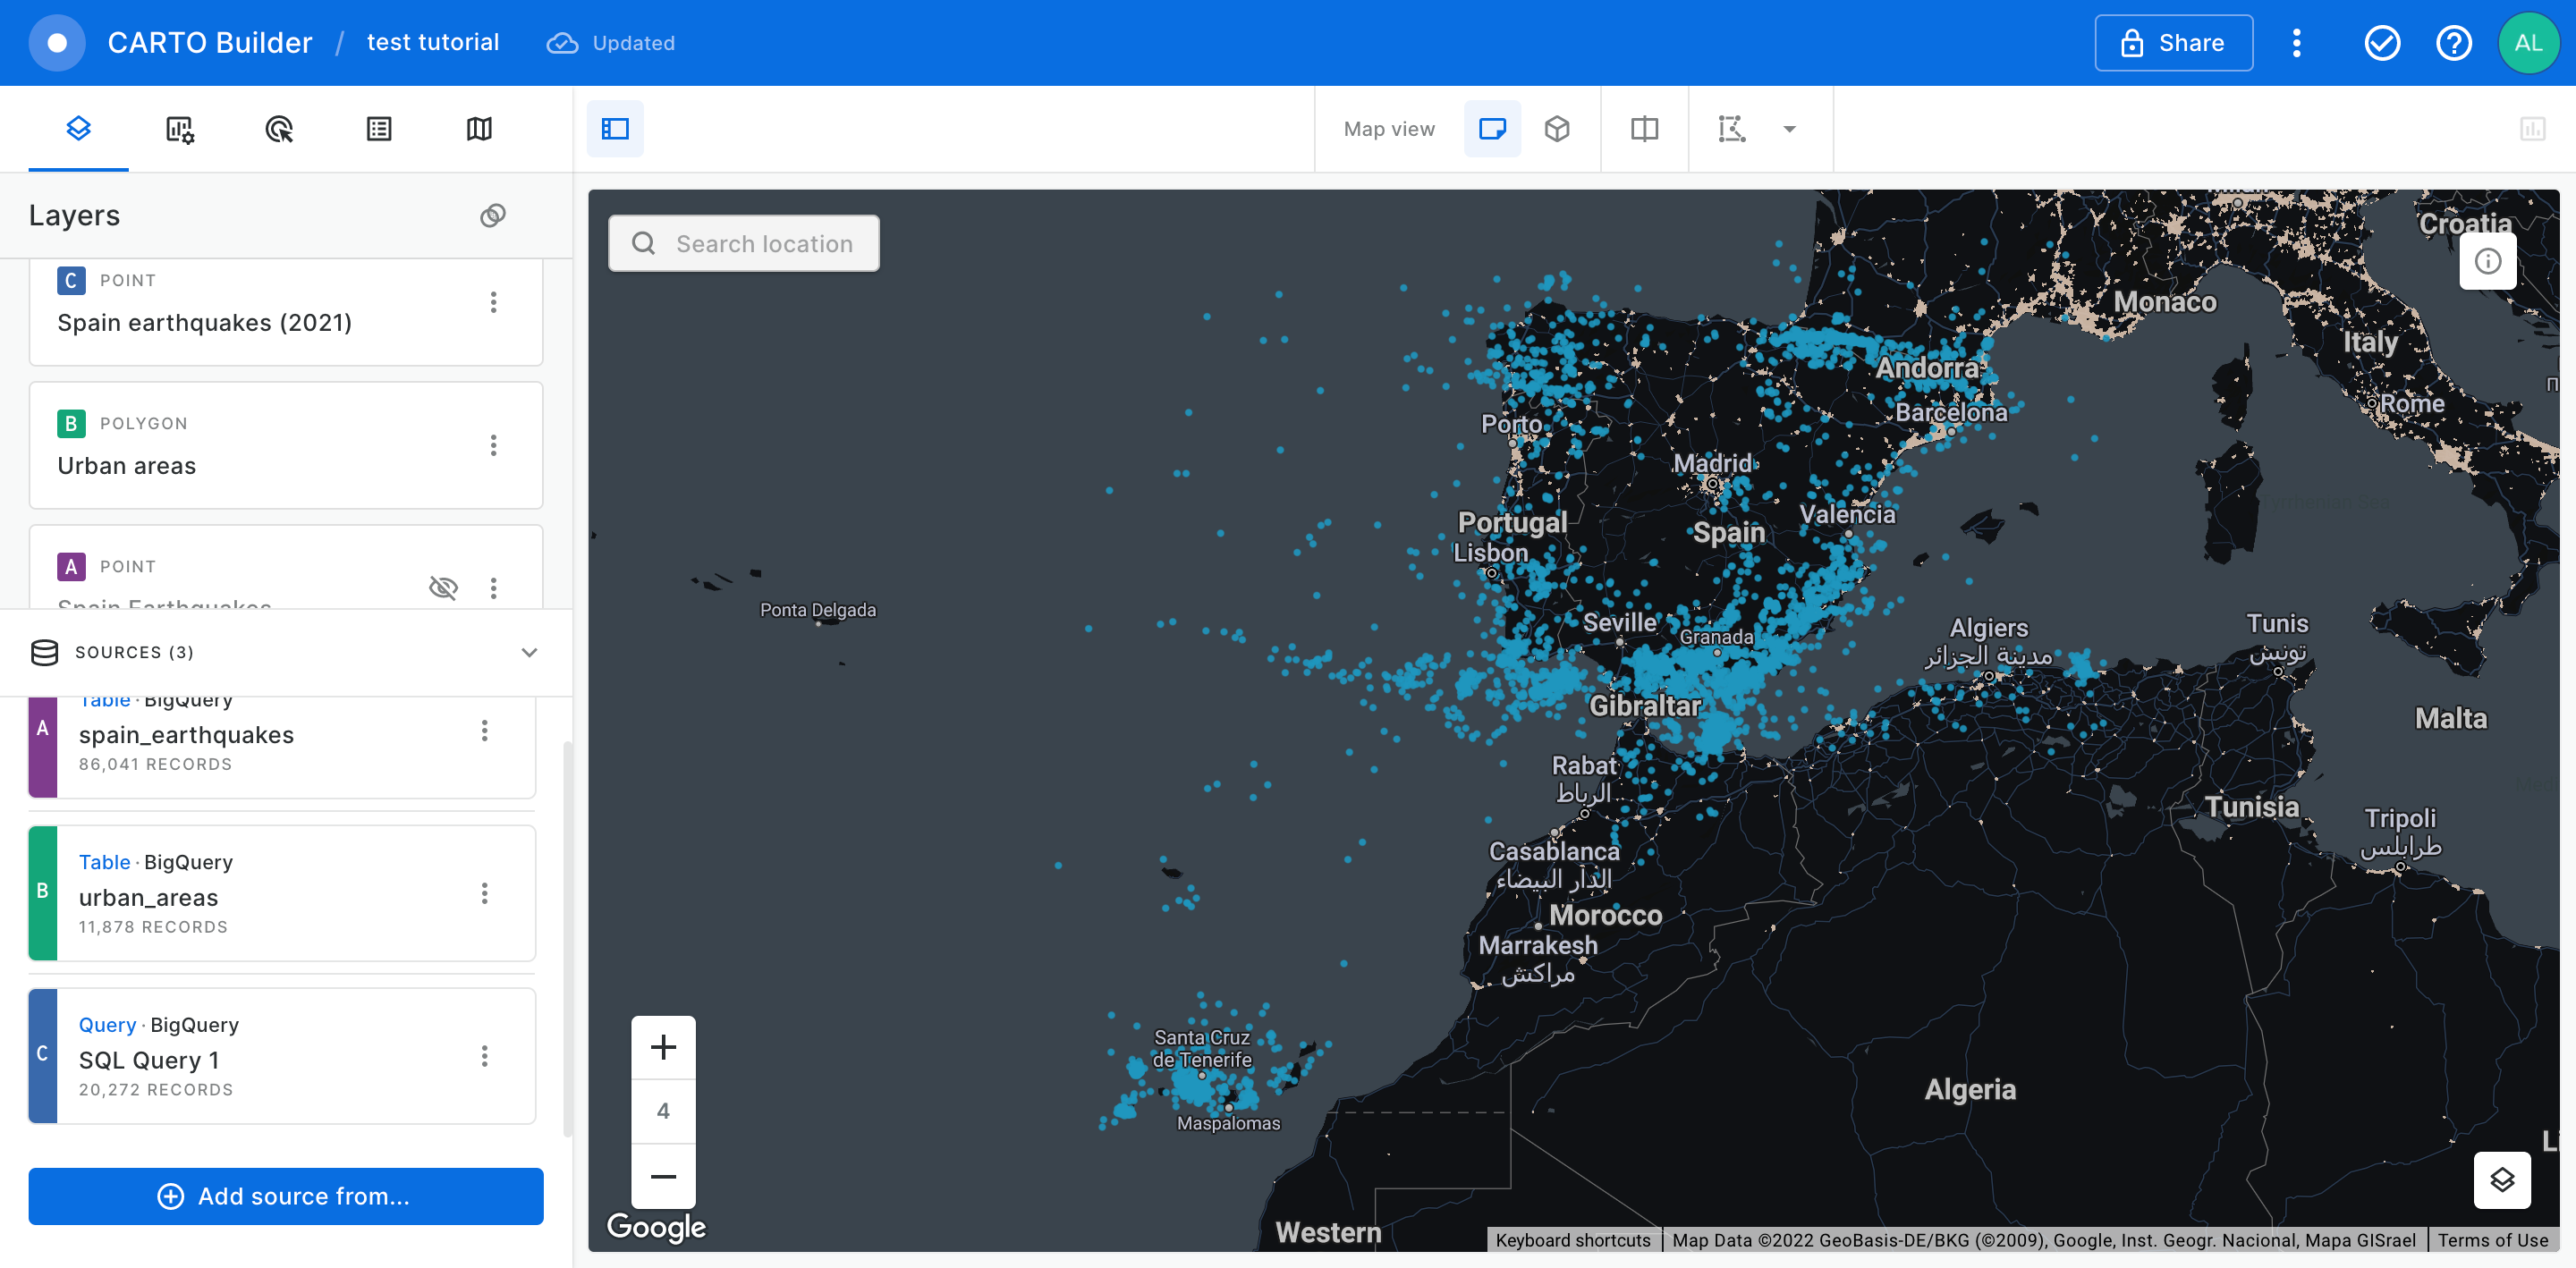 CARTO Builder / test tutorial Updated
Share
AL
Map view
Layers
C POINT
Spain earthquakes (2021)
B POLYGON
Urban areas
A POINT
Spain Earthquakes
SOURCES (3)
Table · BigQuery
A
spain_earthquakes
86,041 RECORDS
Table · BigQuery
B
urban_areas
11,878 RECORDS
Query · BigQuery
C
SQL Query 1
20,272 RECORDS
Add source from...
Search location
Croatia
Monaco
Italy
Andorra
Rome
Barcelona
Porto
Madrid
Valencia
Portugal
Spain
Lisbon
Ponta Delgada
Seville
Granada
Algiers
مدينة الجزائر
Tunis
تونس
Gibraltar
Malta
Rabat
الرباط
Tunisia
Tripoli
طرابلس
Casablanca
الدار البيضاء
Morocco
Marrakesh
مراكش
Santa Cruz
de Tenerife
Maspalomas
Algeria
4
Google
Western
Keyboard shortcuts
Map Data ©2022 GeoBasis-DE/BKG (©2009), Google, Inst. Geogr. Nacional, Mapa GISrael
Terms of Use